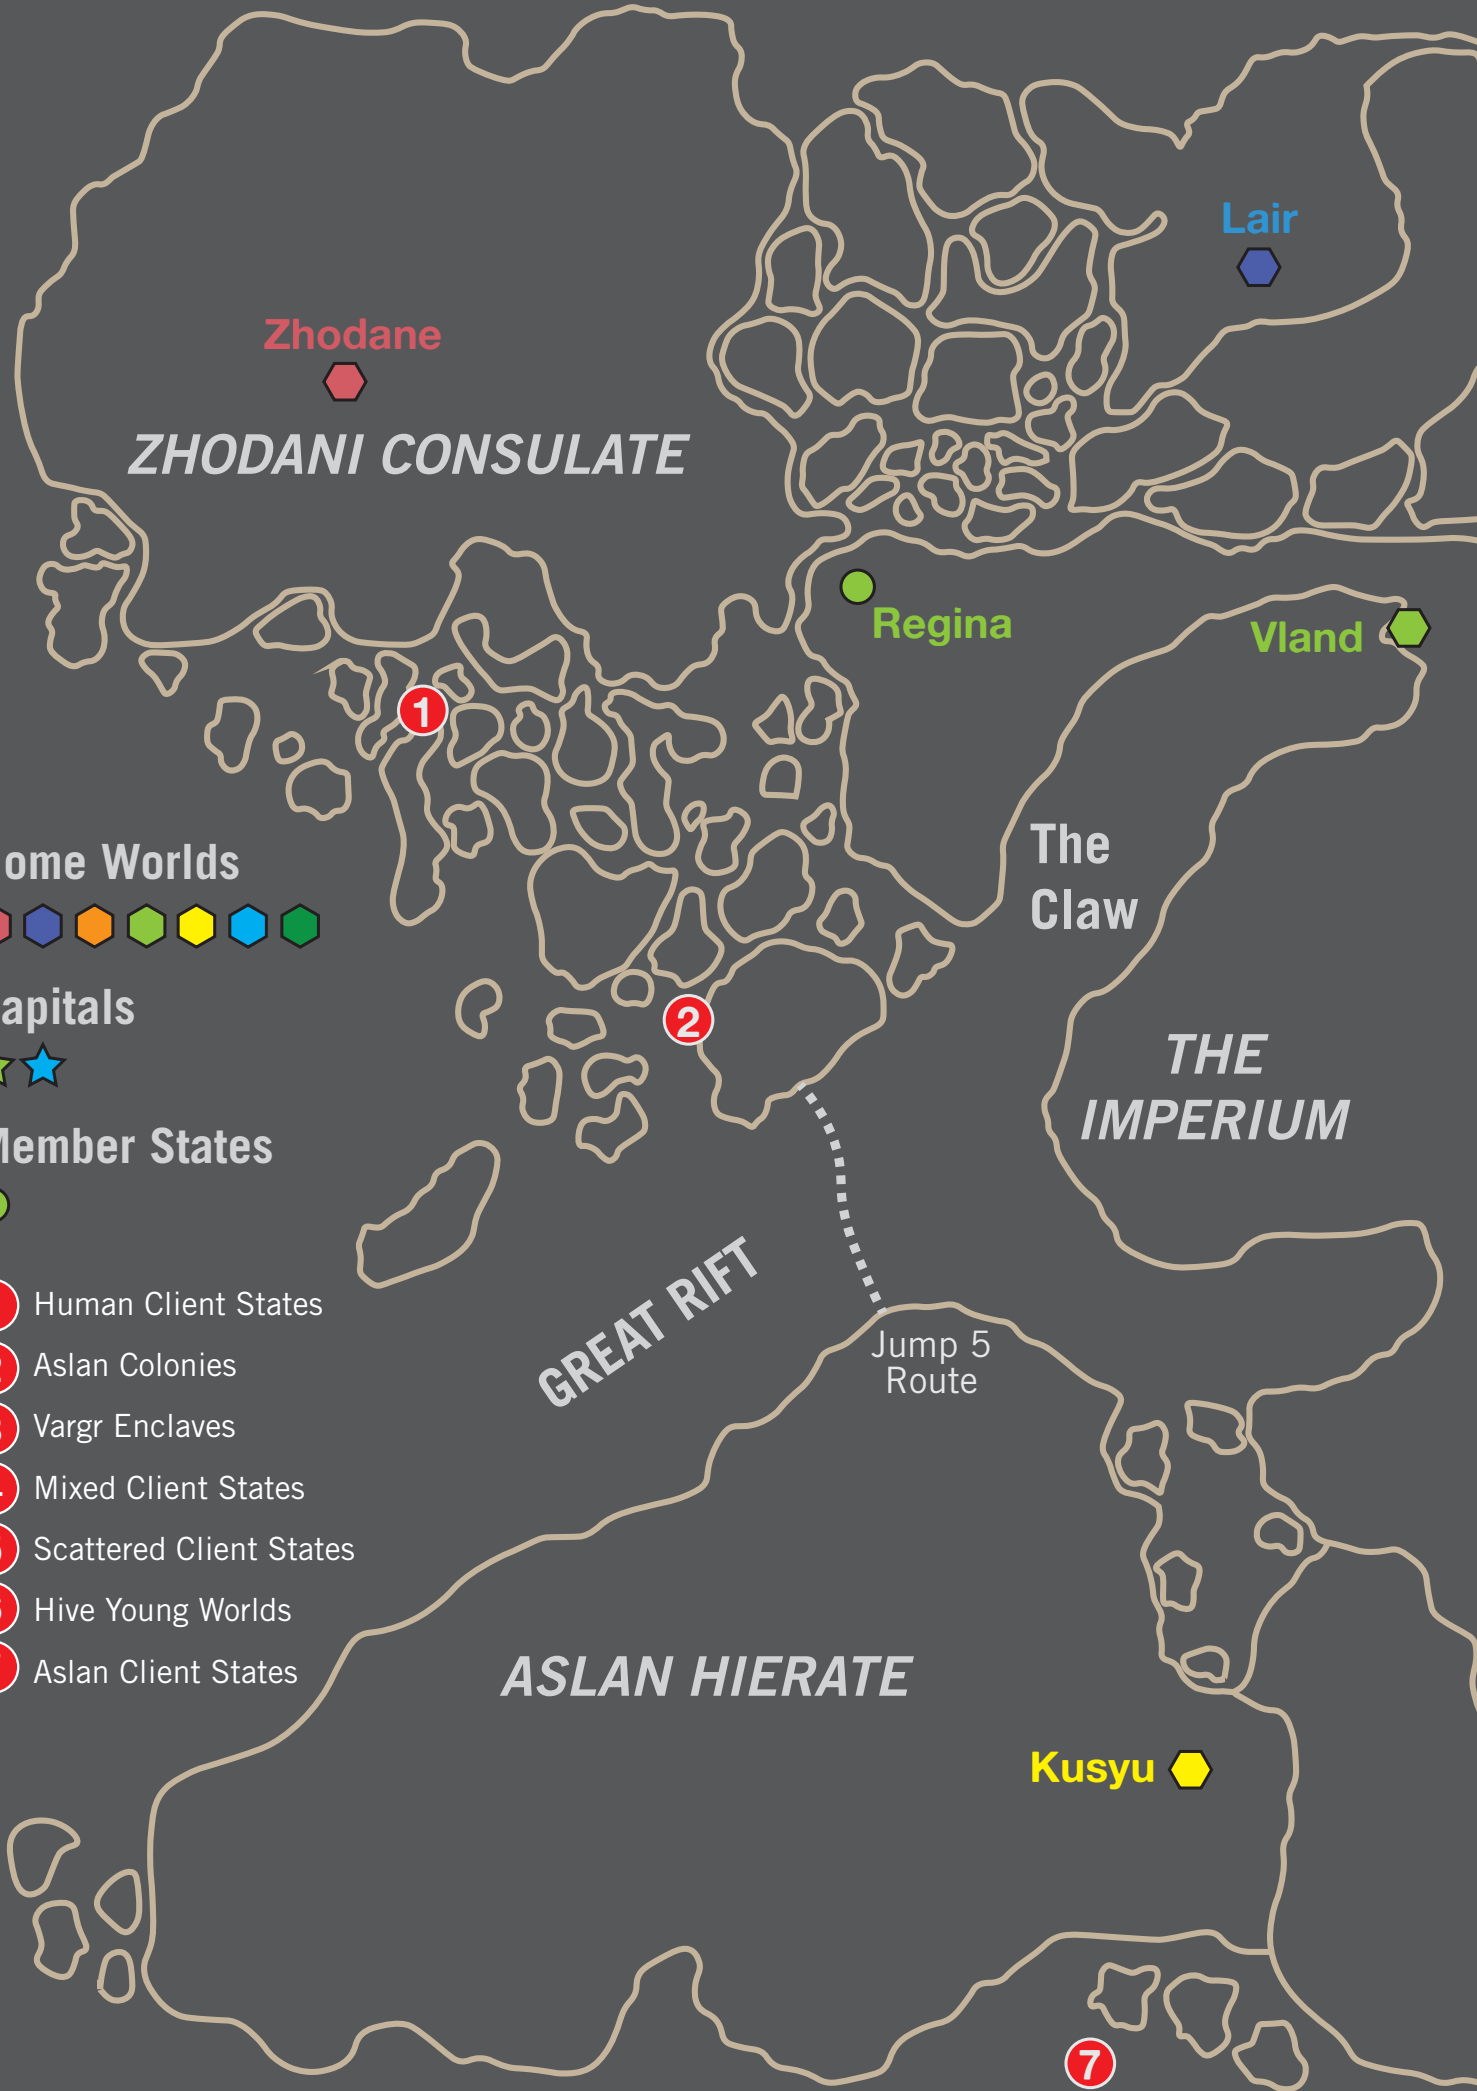 Lair
Zhodane
ZHODANI CONSULATE
Regina
Vland
1
The
Claw
ome Worlds
2
apitals
THE
IMPERIUM
ember States
GREAT RIFT
Jump 5
Route
Human Client States
Aslan Colonies
Vargr Enclaves
Mixed Client States
Scattered Client States
Hive Young Worlds
Aslan Client States
ASLAN HIERATE
Kusyu
7